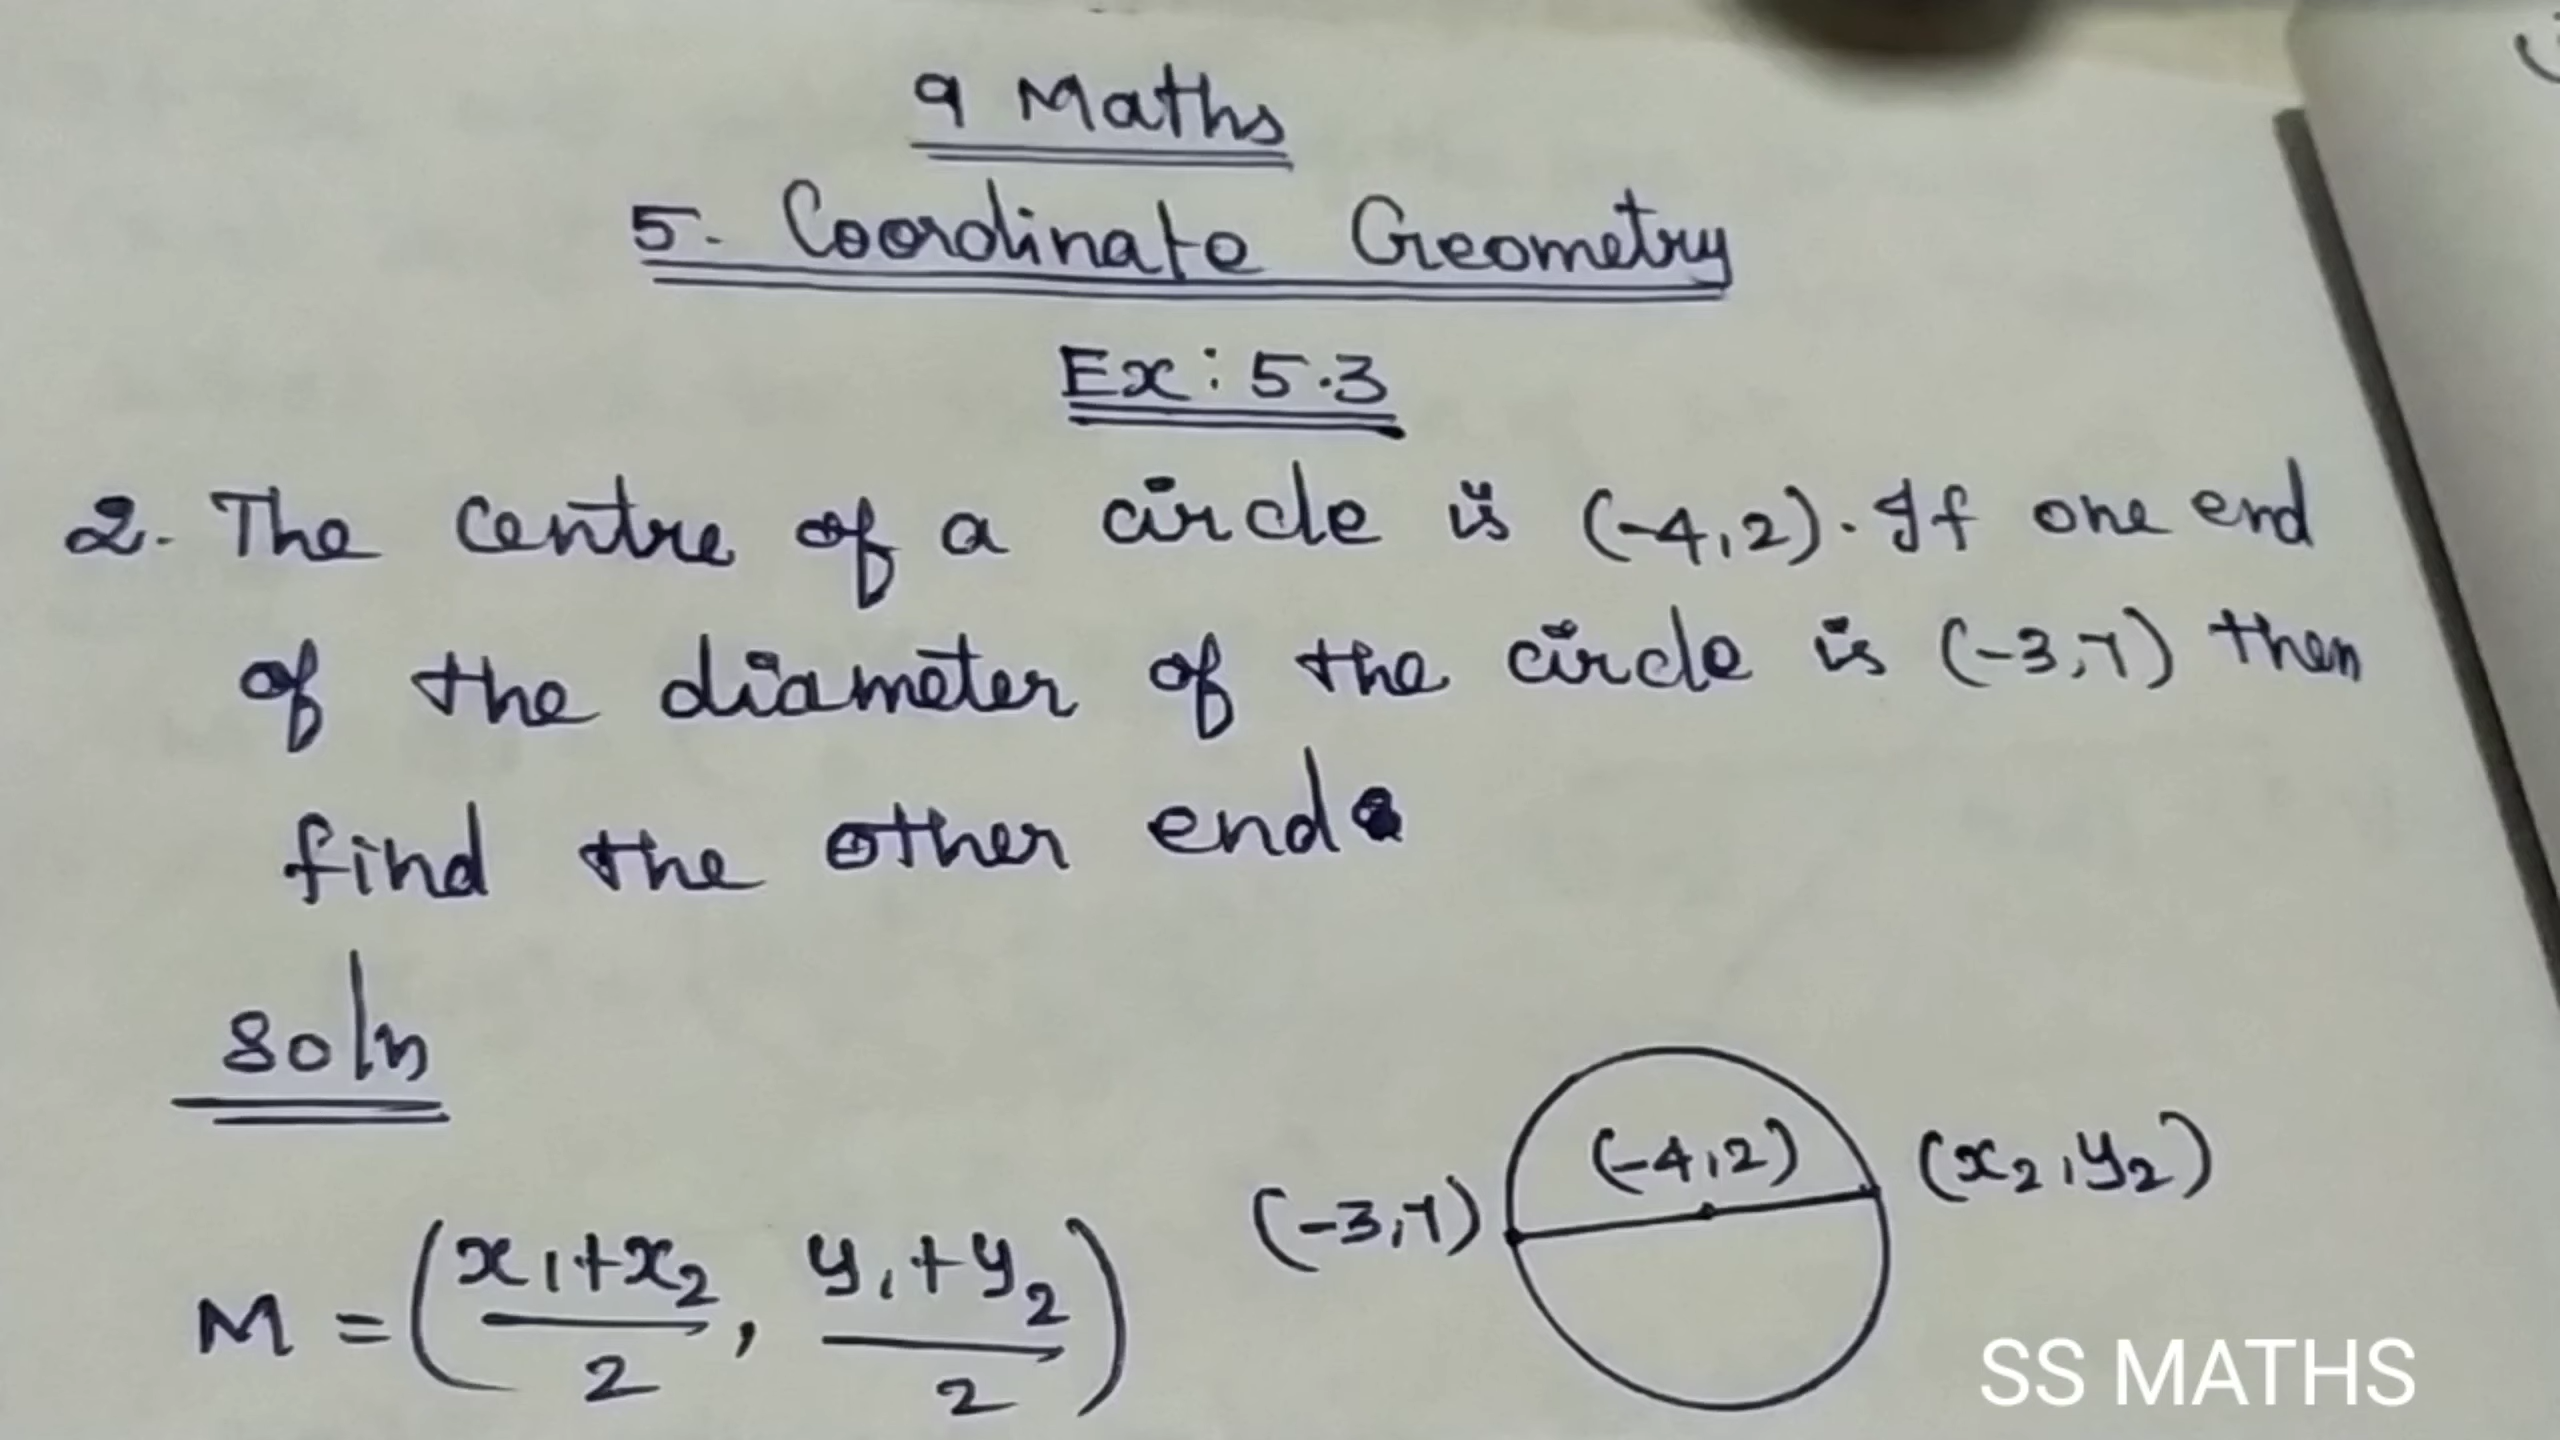 9 Maths
5. Coordinate Geometry
Ex: 5.3
2. The centre of a circle is (-4,2). If one end
of the diameter of the circle is (-3,7) then
find the other end.
Soln
M = (x₁+x₂/2, y₁+y₂/2)
(-3,7) (-4,2) (x₂,y₂)
SS MATHS